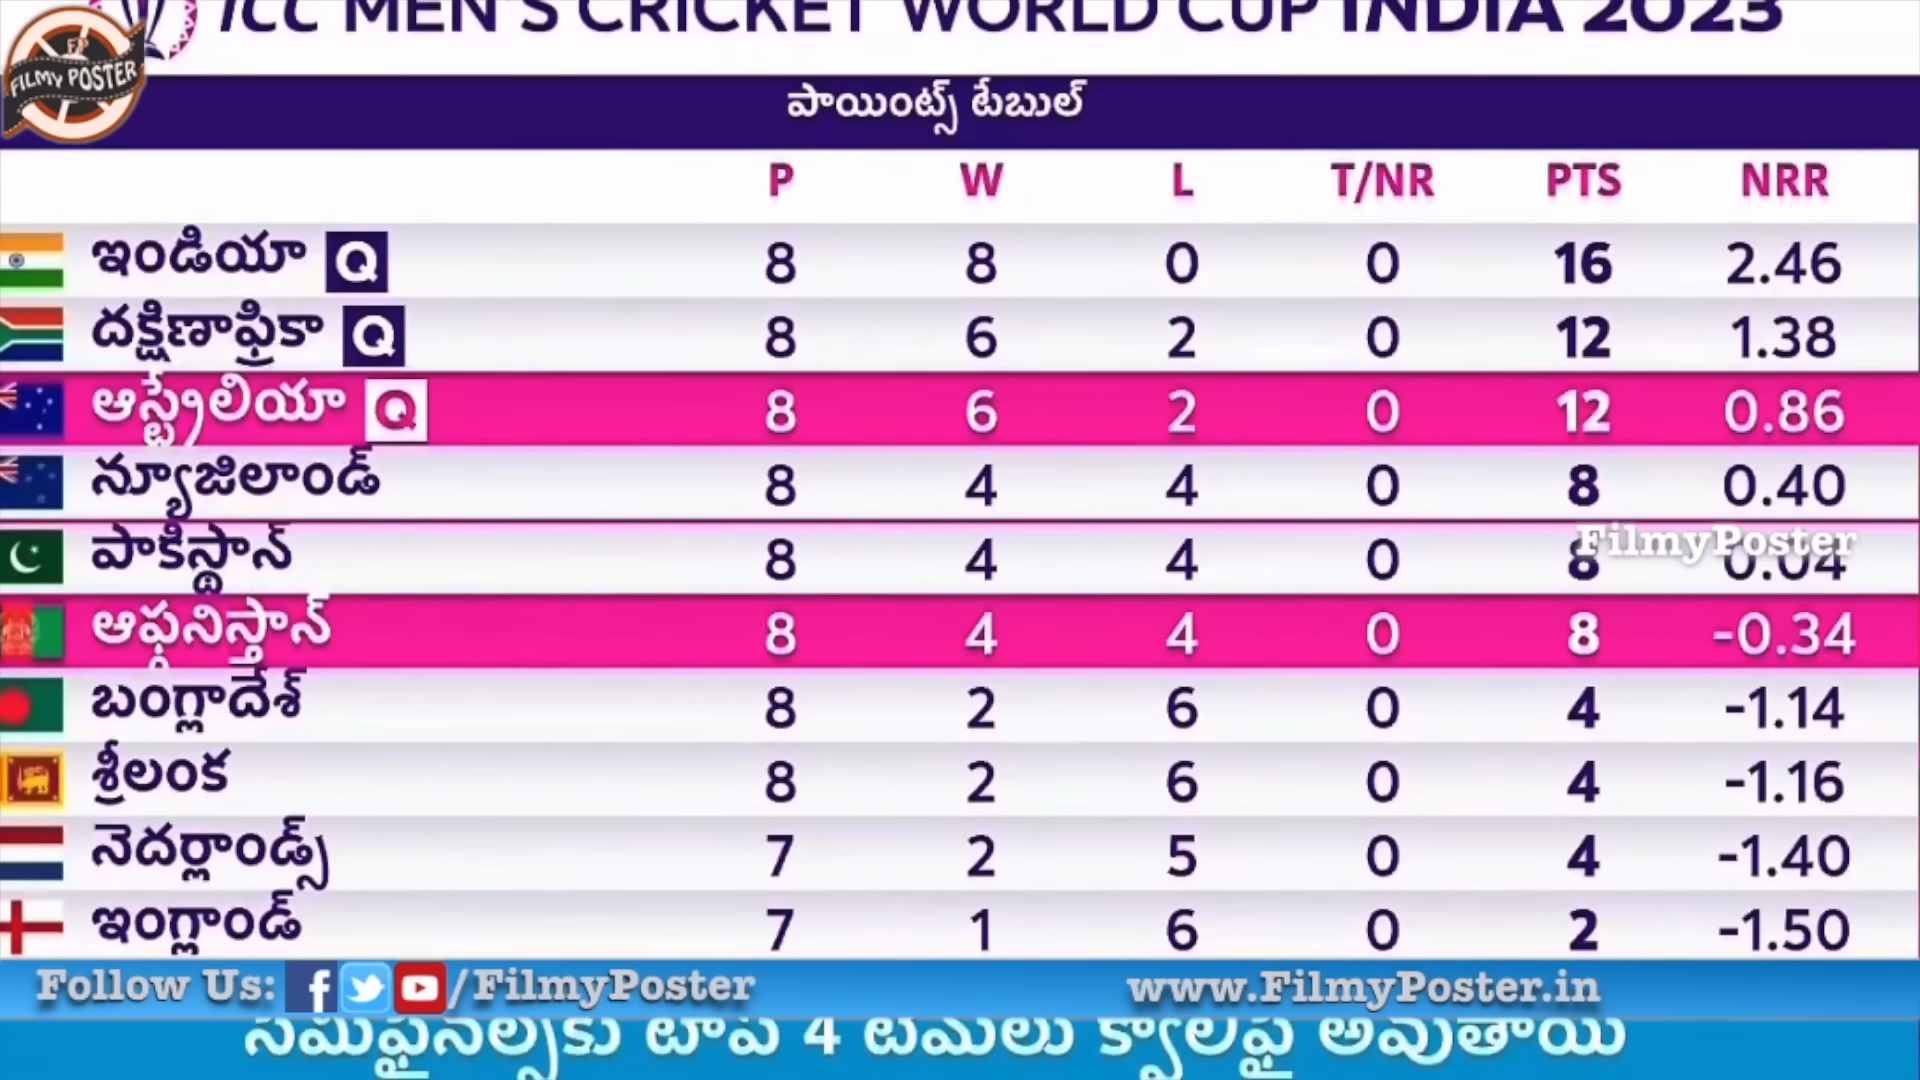 ICC MEN'S CRICKET WORLD CUP INDIA 2023
FP
FILMY POSTER
పాయింట్స్ టేబుల్
P W L T/NR PTS NRR
ఇండియా Q 8 8 0 0 16 2.46
దక్షిణాఫ్రికా Q 8 6 2 0 12 1.38
ఆస్ట్రేలియా Q 8 6 2 0 12 0.86
న్యూజిలాండ్ 8 4 4 0 8 0.40
పాకిస్థాన్ 8 4 4 0 8 0.04
FilmyPoster
ఆఫ్గనిస్తాన్ 8 4 4 0 8 -0.34
బంగ్లాదేశ్ 8 2 6 0 4 -1.14
శ్రీలంక 8 2 6 0 4 -1.16
నెదర్లాండ్స్ 7 2 5 0 4 -1.40
ఇంగ్లాండ్ 7 1 6 0 2 -1.50
Follow Us: /FilmyPoster www.FilmyPoster.in
సెమీఫైనల్స్‌కు టాప్ 4 టీమ్‌లు క్వాలిఫై అవుతాయి